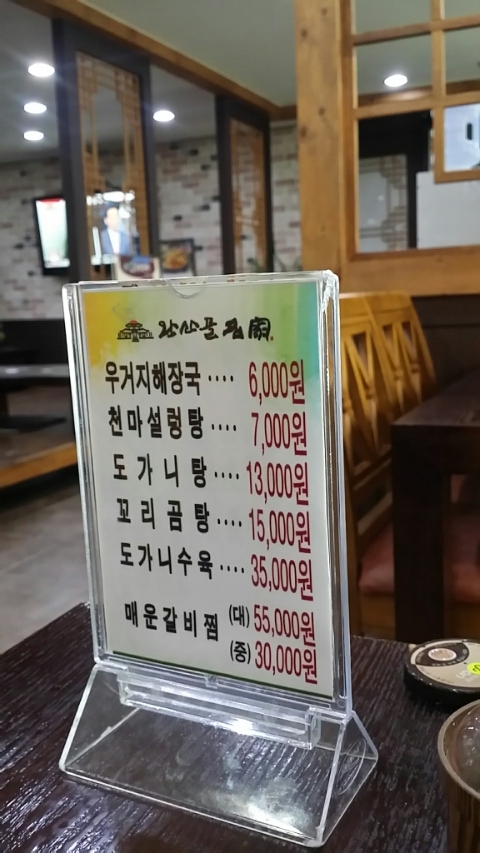 우거지해장국 ···· 6,000원
천마설렁탕 ···· 7,000원
도가니탕 ···· 13,000원
꼬리곰탕 ···· 15,000원
도가니수육 ···· 35,000원
매운갈비찜 (대) 55,000원
(중) 30,000원